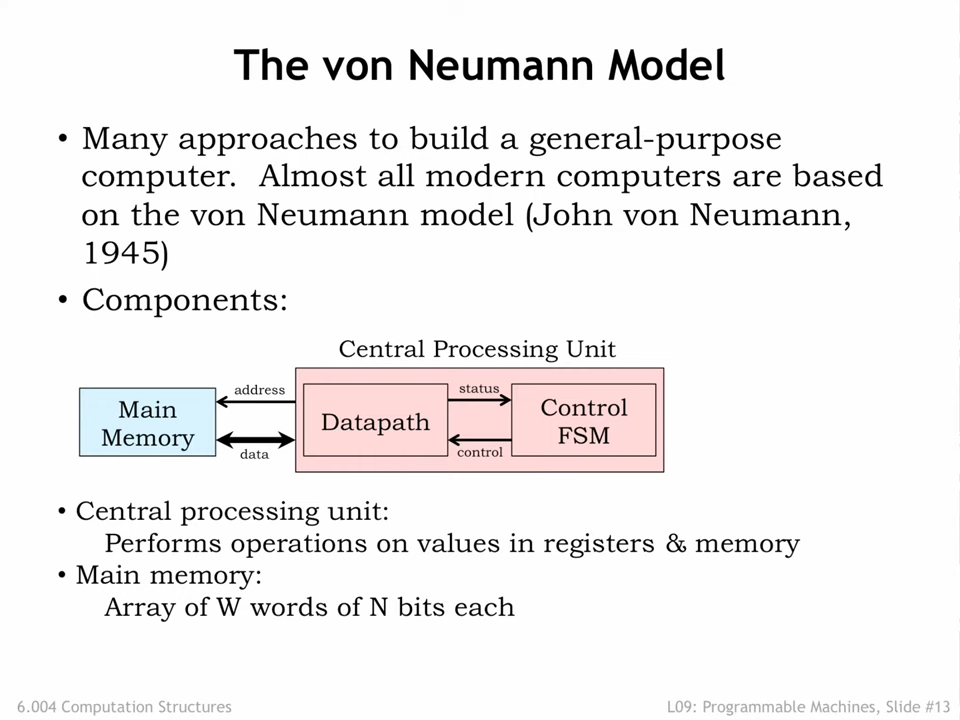 The von Neumann Model
• Many approaches to build a general-purpose
computer.  Almost all modern computers are based
on the von Neumann model (John von Neumann,
1945)
• Components:
Central Processing Unit
Main
Memory
address
data
Datapath
status
control
Control
FSM
• Central processing unit:
Performs operations on values in registers & memory
• Main memory:
Array of W words of N bits each
6.004 Computation Structures
L09: Programmable Machines, Slide #13